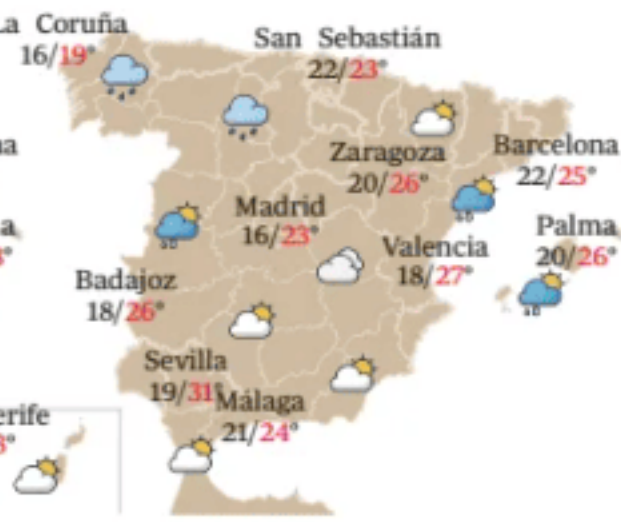 La Coruña
16/19°
San Sebastián
22/23°
Zaragoza
20/26°
Barcelona
22/25°
Madrid
16/23°
Valencia
18/27°
Palma
20/26°
Badajoz
18/26°
Sevilla
19/31°
Málaga
21/24°